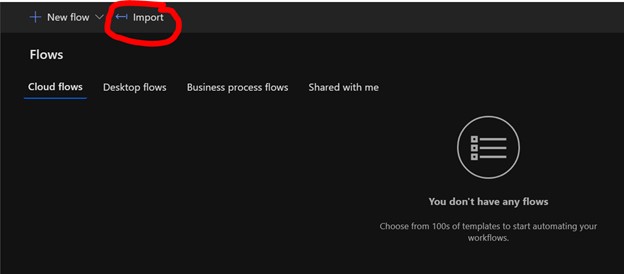 New flow Import
Flows
Cloud flows Desktop flows Business process flows Shared with me
You don't have any flows
Choose from 100s of templates to start automating your
workflows.